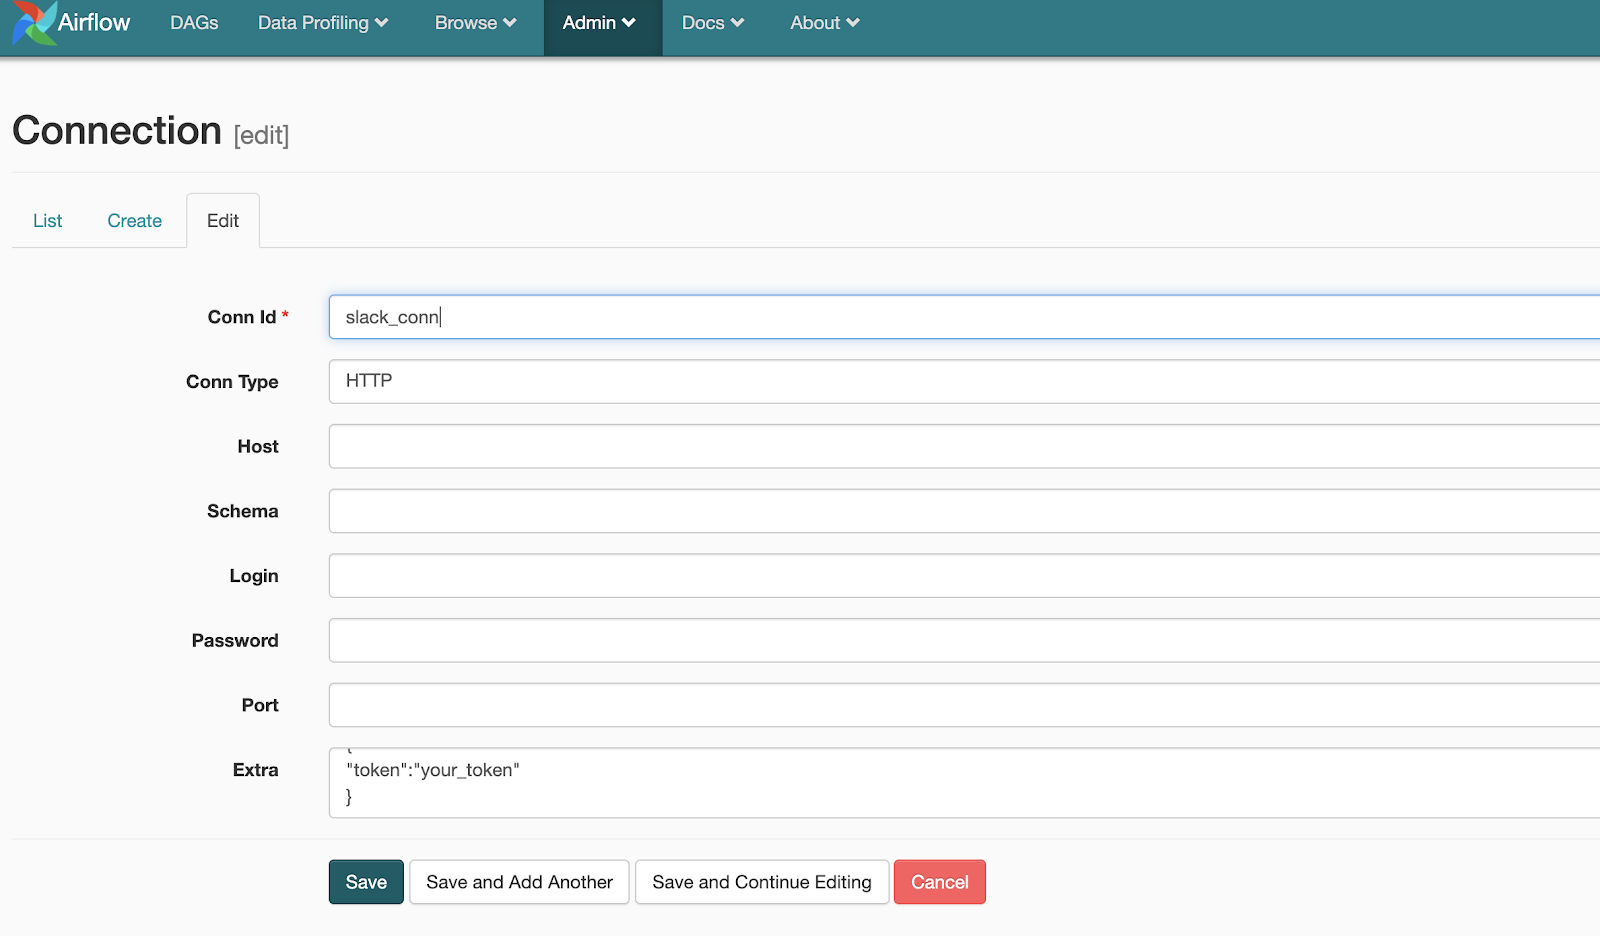 Airflow DAGs Data Profiling Browse Admin Docs About
Connection [edit]
List Create Edit
Conn Id * slack_conn
Conn Type HTTP
Host
Schema
Login
Password
Port
Extra {
"token":"your_token"
}
Save Save and Add Another Save and Continue Editing Cancel